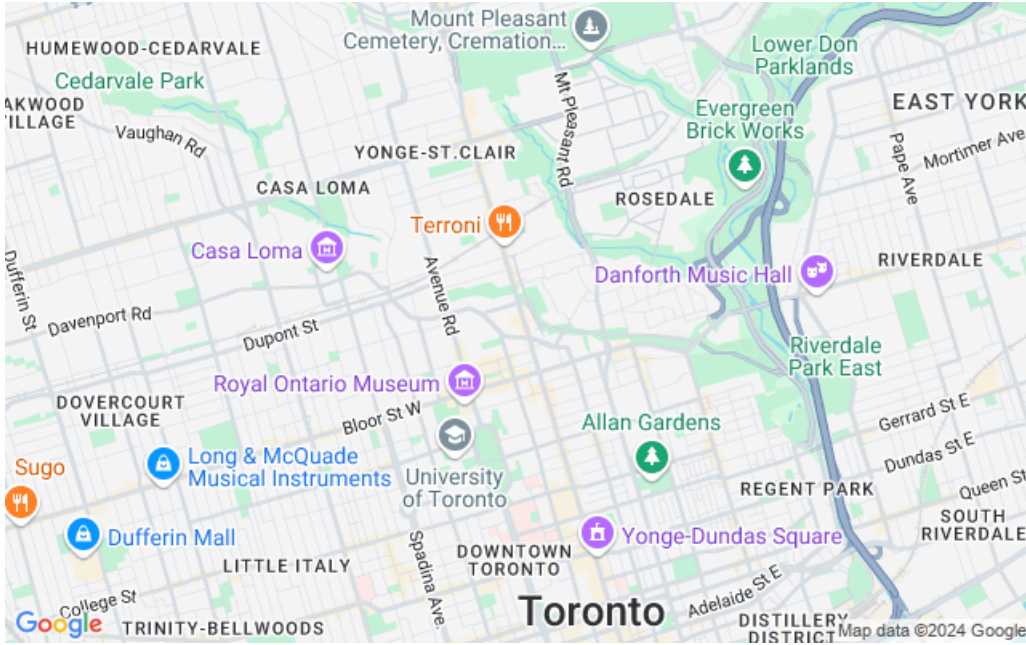 Mount Pleasant
Cemetery, Cremation...
HUMEWOOD-CEDARVALE
Lower Don
Parklands
Cedarvale Park
AKWOOD
VILLAGE
EAST YORK
Mt Pleasant Rd
Evergreen
Brick Works
Vaughan Rd
Pape Ave
Mortimer Ave
YONGE-ST.CLAIR
CASA LOMA
ROSEDALE
Terroni
Casa Loma
Dufferin St
Avenue Rd
Danforth Music Hall
RIVERDALE
Davenport Rd
Dupont St
Riverdale
Park East
Royal Ontario Museum
DOVERCOURT
VILLAGE
Bloor St W
Allan Gardens
Gerrard St E
Sugo
Long & McQuade
Musical Instruments
University
of Toronto
Dundas St E
REGENT PARK
Queen St
Dufferin Mall
Spadina Ave.
Yonge-Dundas Square
SOUTH
RIVERDALE
LITTLE ITALY
DOWNTOWN
TORONTO
College St
Toronto
Adelaide St E
Google
TRINITY-BELLWOODS
DISTILLERY
DISTRICT
Map data ©2024 Google